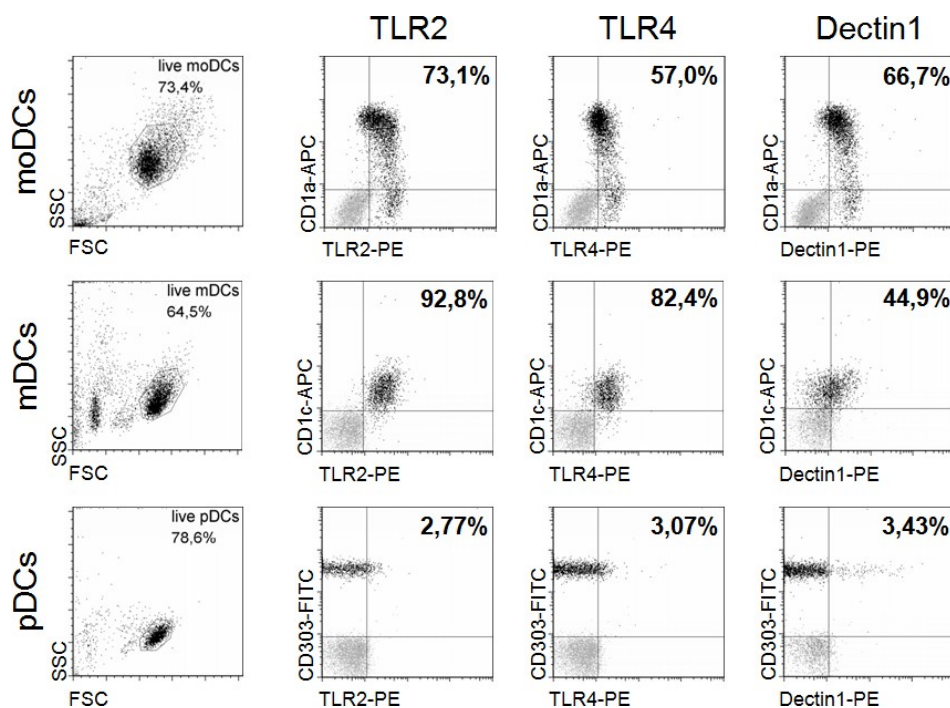 TLR2
TLR4
Dectin1
moDCs
live moDCs
73,4%
SSC
FSC
73,1%
CD1a-APC
TLR2-PE
57,0%
CD1a-APC
TLR4-PE
66,7%
CD1a-APC
Dectin1-PE
mDCs
live mDCs
64,5%
SSC
FSC
92,8%
CD1c-APC
TLR2-PE
82,4%
CD1c-APC
TLR4-PE
44,9%
CD1c-APC
Dectin1-PE
pDCs
live pDCs
78,6%
SSC
FSC
2,77%
CD303-FITC
TLR2-PE
3,07%
CD303-FITC
TLR4-PE
3,43%
CD303-FITC
Dectin1-PE